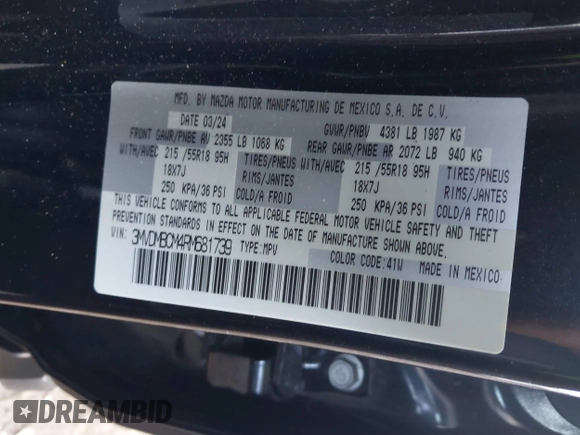 MFD. BY MAZDA MOTOR MANUFACTURING DE MEXICO S.A. DE C.V.
DATE 03/24 GVWR/PNBV 4381 LB 1987 KG
FRONT GAWR/PNBE AV 2355 LB 1068 KG REAR GAWR/PNBE AR 2072 LB 940 KG
WITH/AVEC 215 /55R18 95H TIRES/PNEUS WITH/AVEC 215 /55R18 95H TIRES/PNEUS
18X7J RIMS/JANTES 18X7J RIMS/JANTES
250 KPA/36 PSI COLD/A FROID 250 KPA/36 PSI COLD/A FROID
THIS VEHICLE CONFORMS TO ALL APPLICABLE FEDERAL MOTOR VEHICLE SAFETY AND THEFT
PREVENTION STANDARDS IN EFFECT ON THE DATE OF MANUFACTURE SHOWN ABOVE.
VIN: 3MVDMBCM4RM681739 TYPE: MPV
COLOR CODE: 41W MADE IN MEXICO
DREAMBID